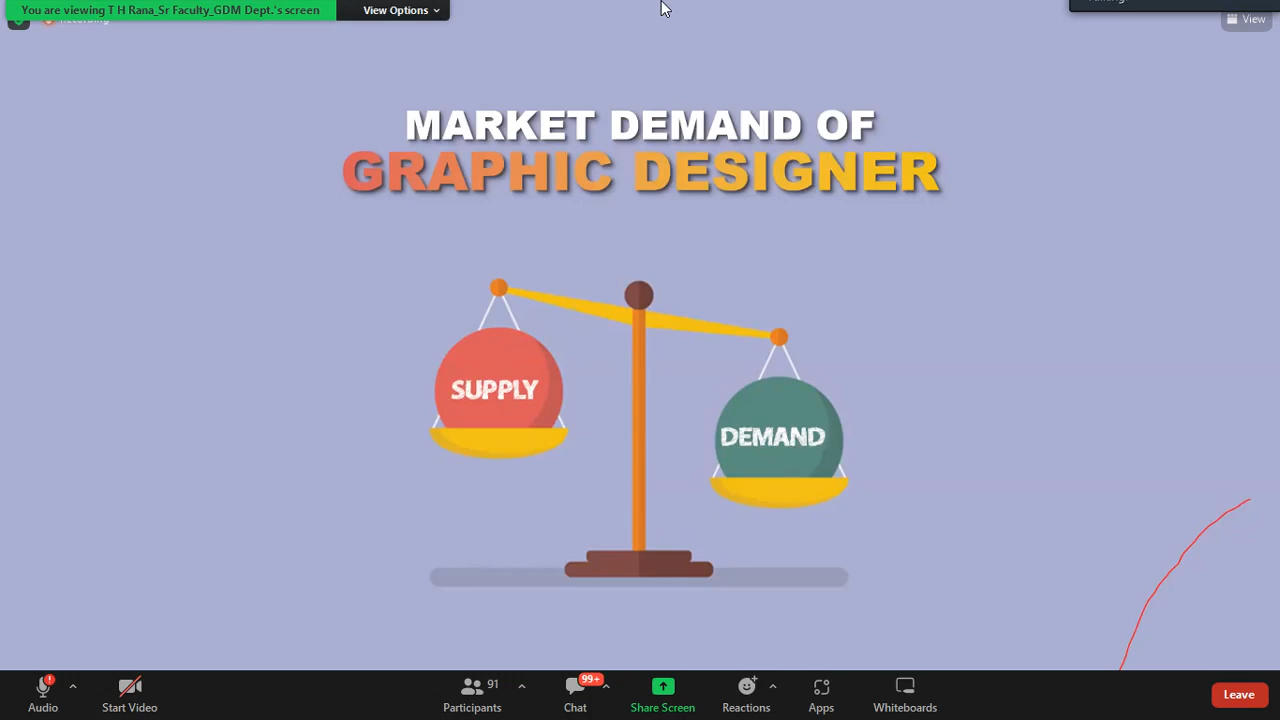 You are viewing T H Rana_Sr Faculty_GDM Dept.'s screen
View Options
Recording
View
MARKET DEMAND OF
GRAPHIC DESIGNER
SUPPLY
DEMAND
Audio
Start Video
91
Participants
99+
Chat
Share Screen
Reactions
Apps
Whiteboards
Leave